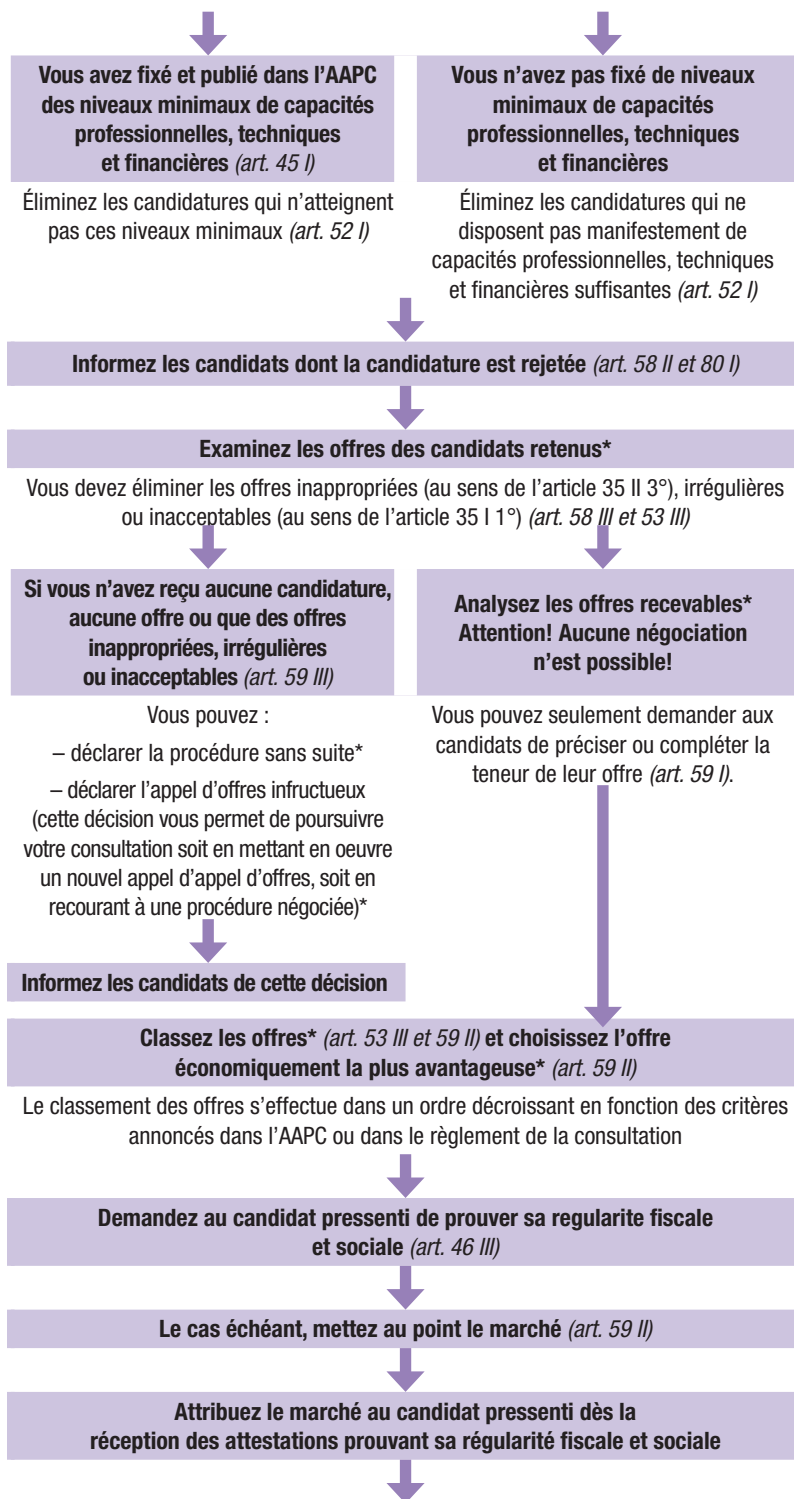 Vous avez fixé et publié dans l’AAPC
des niveaux minimaux de capacités
professionnelles, techniques
et financières (art. 45 I)
Éliminez les candidatures qui n’atteignent
pas ces niveaux minimaux (art. 52 I)
Vous n’avez pas fixé de niveaux
minimaux de capacités
professionnelles, techniques
et financières
Éliminez les candidatures qui ne
disposent pas manifestement de
capacités professionnelles, techniques
et financières suffisantes (art. 52 I)
Informez les candidats dont la candidature est rejetée (art. 58 II et 80 I)
Examinez les offres des candidats retenus*
Vous devez éliminer les offres inappropriées (au sens de l’article 35 II 3°), irrégulières
ou inacceptables (au sens de l’article 35 I 1°) (art. 58 III et 53 III)
Si vous n’avez reçu aucune candidature,
aucune offre ou que des offres
inappropriées, irrégulières
ou inacceptables (art. 59 III)
Vous pouvez :
– déclarer la procédure sans suite*
– déclarer l’appel d’offres infructueux
(cette décision vous permet de poursuivre
votre consultation soit en mettant en oeuvre
un nouvel appel d’appel d’offres, soit en
recourant à une procédure négociée)*
Informez les candidats de cette décision
Analysez les offres recevables*
Attention! Aucune négociation
n’est possible!
Vous pouvez seulement demander aux
candidats de préciser ou compléter la
teneur de leur offre (art. 59 I).
Classez les offres* (art. 53 III et 59 II) et choisissez l’offre
économiquement la plus avantageuse* (art. 59 II)
Le classement des offres s’effectue dans un ordre décroissant en fonction des critères
annoncés dans l’AAPC ou dans le règlement de la consultation
Demandez au candidat pressenti de prouver sa regularite fiscale
et sociale (art. 46 III)
Le cas échéant, mettez au point le marché (art. 59 II)
Attribuez le marché au candidat pressenti dès la
réception des attestations prouvant sa régularité fiscale et sociale